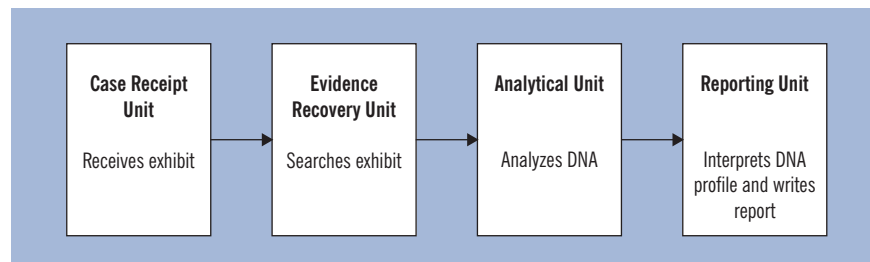 Case Receipt
Unit
Receives exhibit
Evidence
Recovery Unit
Searches exhibit
Analytical Unit
Analyzes DNA
Reporting Unit
Interprets DNA
profile and writes
report